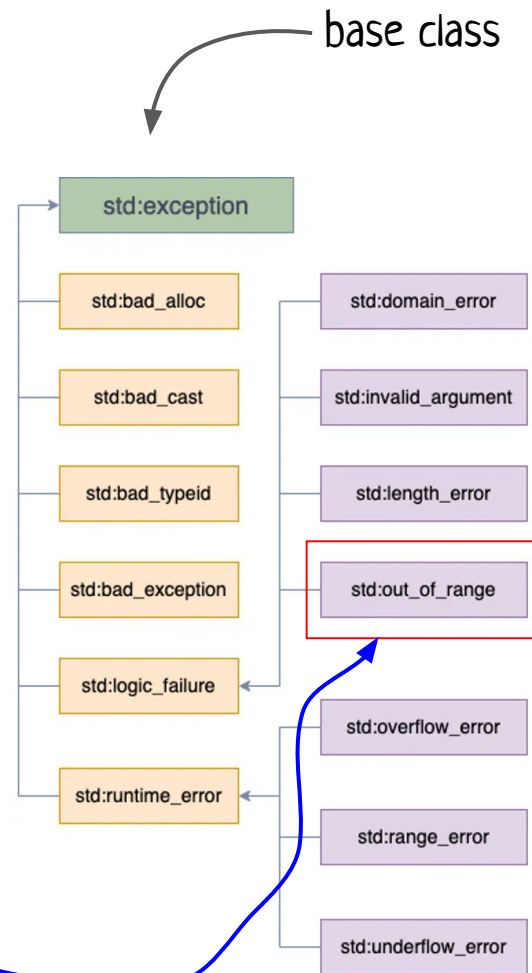 base class
std:exception
std:bad_alloc
std:domain_error
std:bad_cast
std:invalid_argument
std:bad_typeid
std:length_error
std:bad_exception
std:out_of_range
std:logic_failure
std:overflow_error
std:runtime_error
std:range_error
std:underflow_error